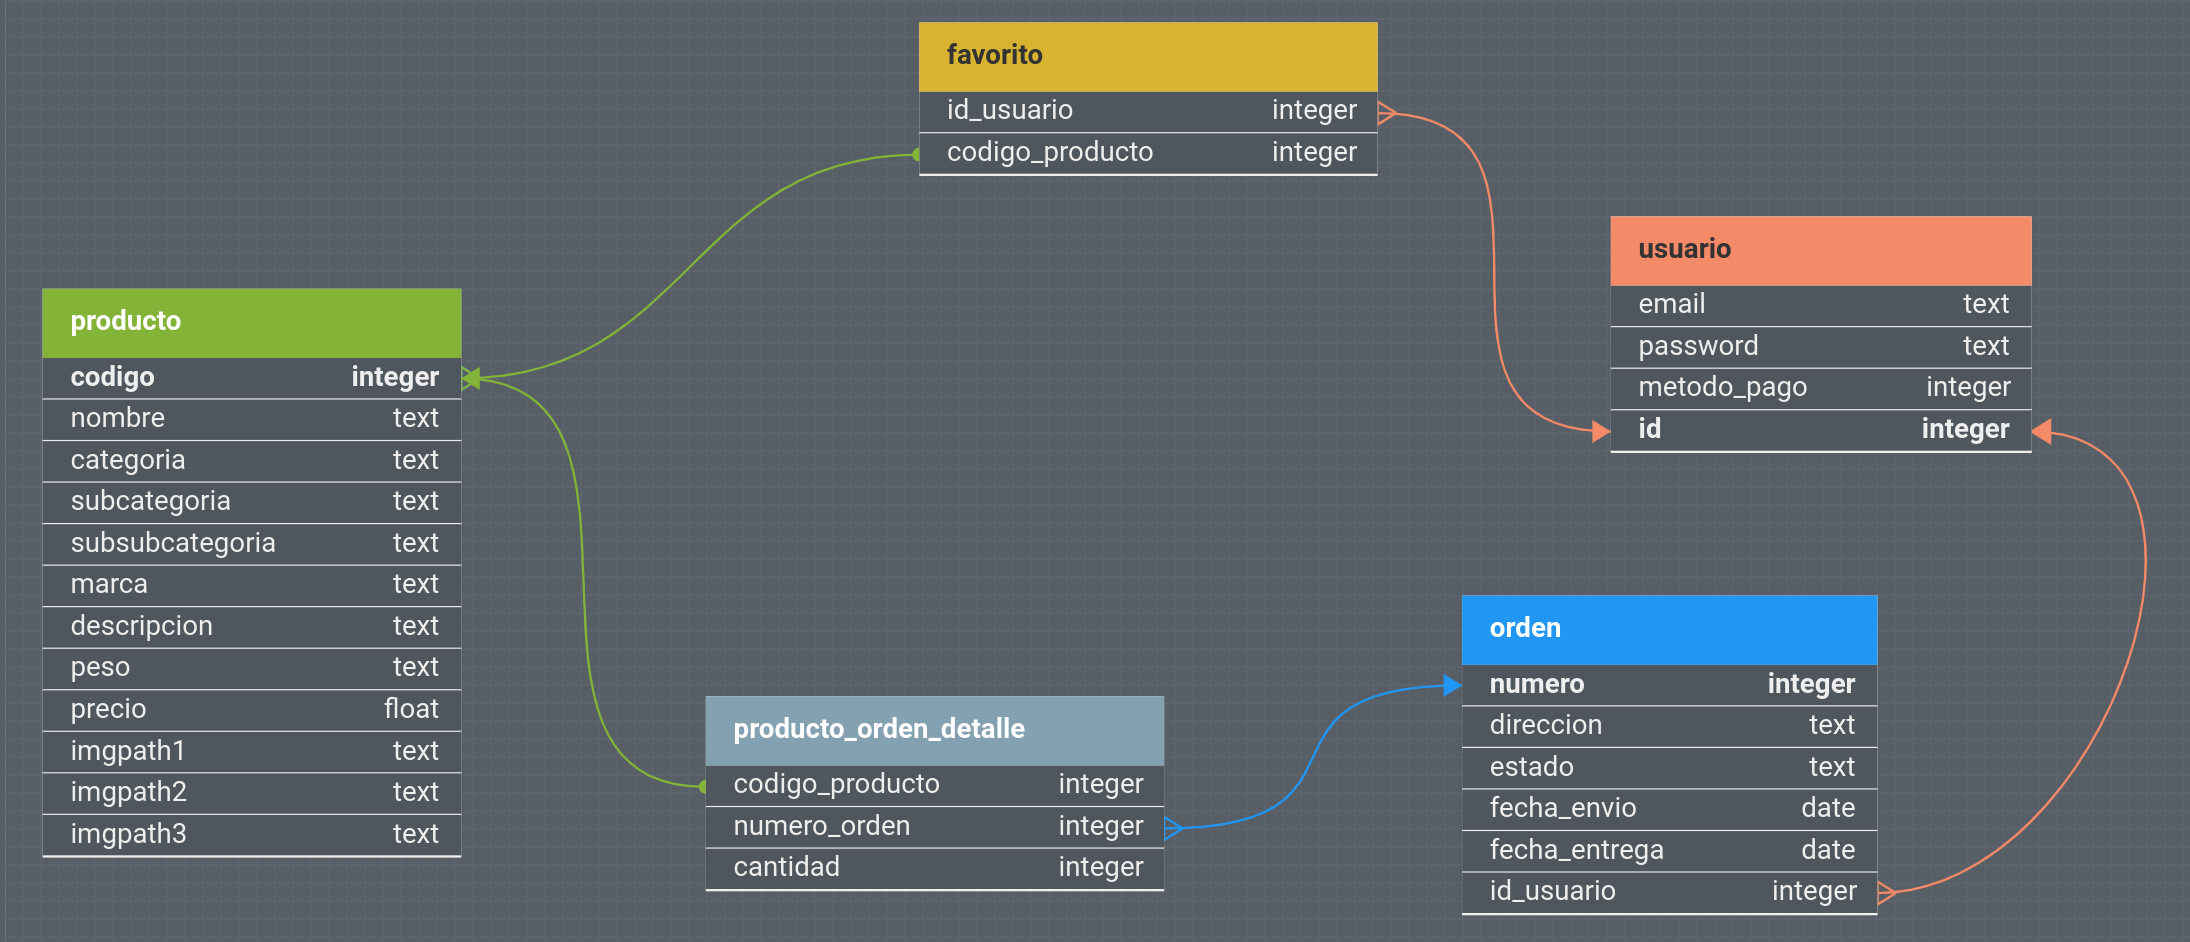 favorito
id_usuario integer
codigo_producto integer
usuario
email text
password text
metodo_pago integer
id integer
producto
codigo integer
nombre text
categoria text
subcategoria text
subsubcategoria text
marca text
descripcion text
peso text
precio float
imgpath1 text
imgpath2 text
imgpath3 text
producto_orden_detalle
codigo_producto integer
numero_orden integer
cantidad integer
orden
numero integer
direccion text
estado text
fecha_envio date
fecha_entrega date
id_usuario integer